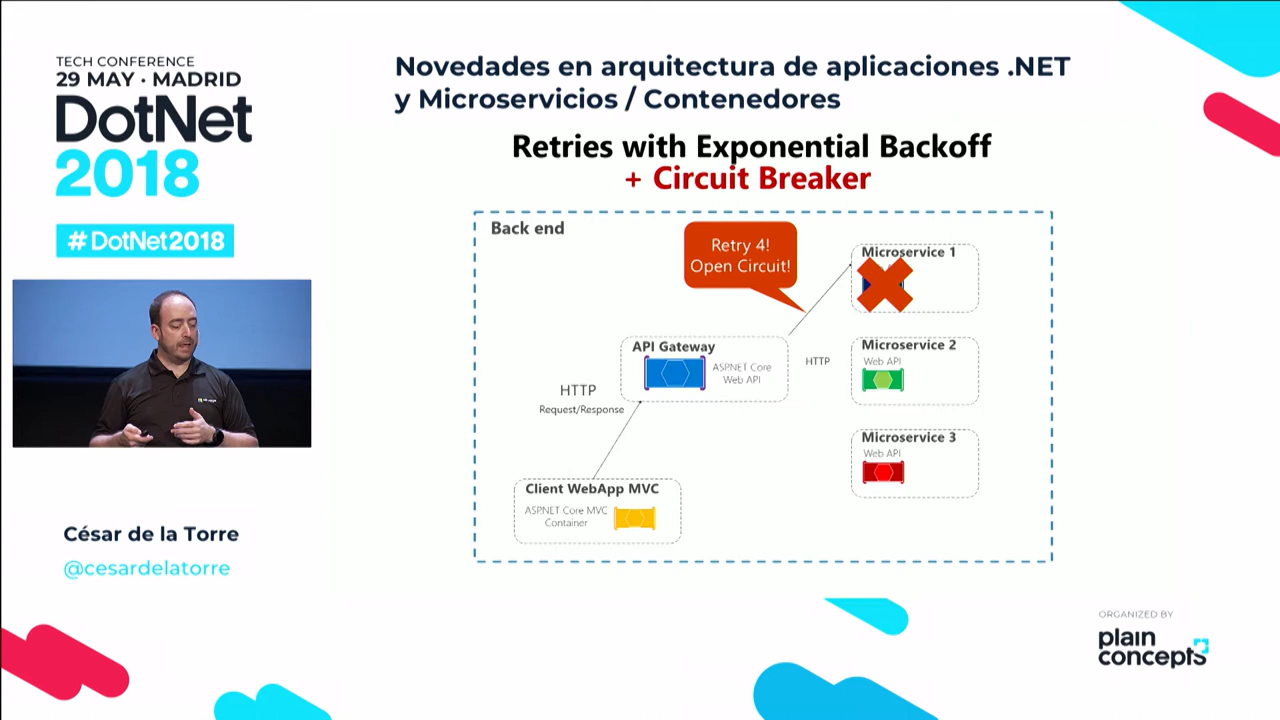 TECH CONFERENCE
29 MAY · MADRID
DotNet
2018
#DotNet2018
César de la Torre
@cesardelatorre
Novedades en arquitectura de aplicaciones .NET
y Microservicios / Contenedores
Retries with Exponential Backoff
+ Circuit Breaker
Back end
Retry 4!
Open Circuit!
Microservice 1
API Gateway
ASP.NET Core
Web API
HTTP
Microservice 2
Web API
HTTP
Request/Response
Microservice 3
Web API
Client WebApp MVC
ASP.NET Core MVC
Container
ORGANIZED BY
plain
concepts